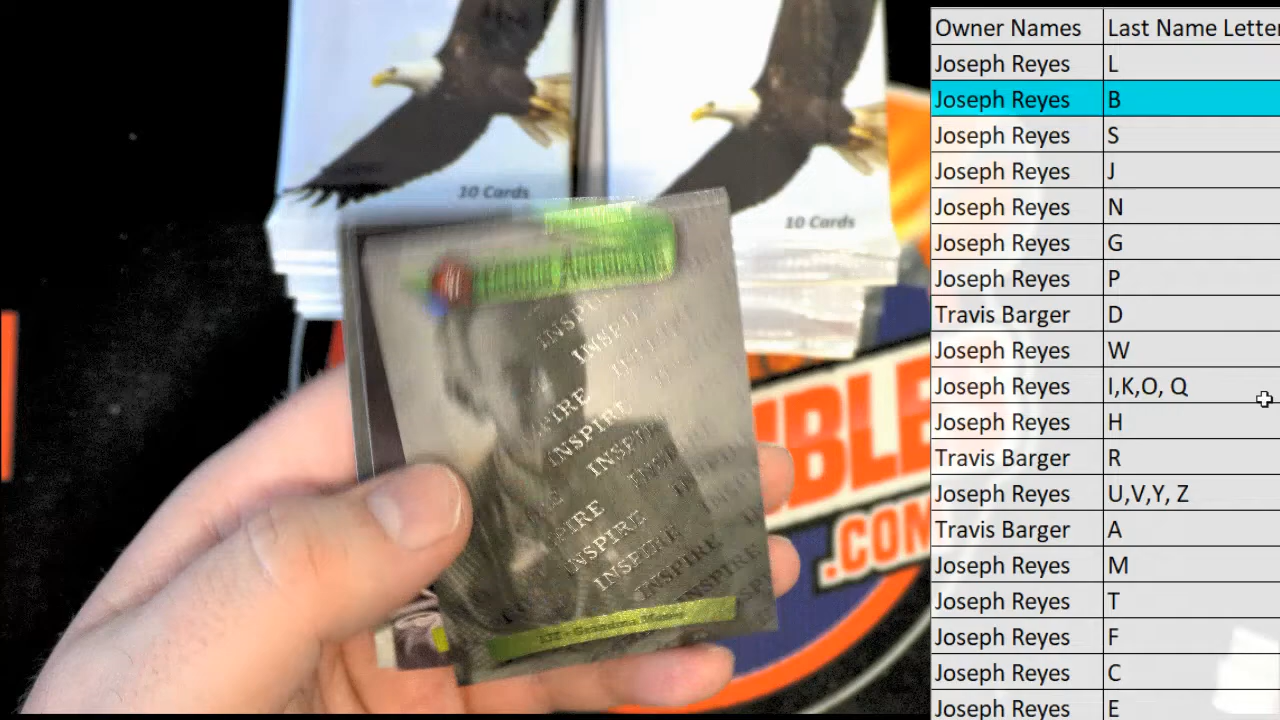 10 Cards
10 Cards
INSPIRE
INSPIRE
INSPIRE
INSPIRE
INSPIRE
INSPIRE
INSPIRE
.COM
Owner Names Last Name Letter
Joseph Reyes L
Joseph Reyes B
Joseph Reyes S
Joseph Reyes J
Joseph Reyes N
Joseph Reyes G
Joseph Reyes P
Travis Barger D
Joseph Reyes W
Joseph Reyes I,K,O, Q
Joseph Reyes H
Travis Barger R
Joseph Reyes U,V,Y, Z
Travis Barger A
Joseph Reyes M
Joseph Reyes T
Joseph Reyes F
Joseph Reyes C
Joseph Reyes E